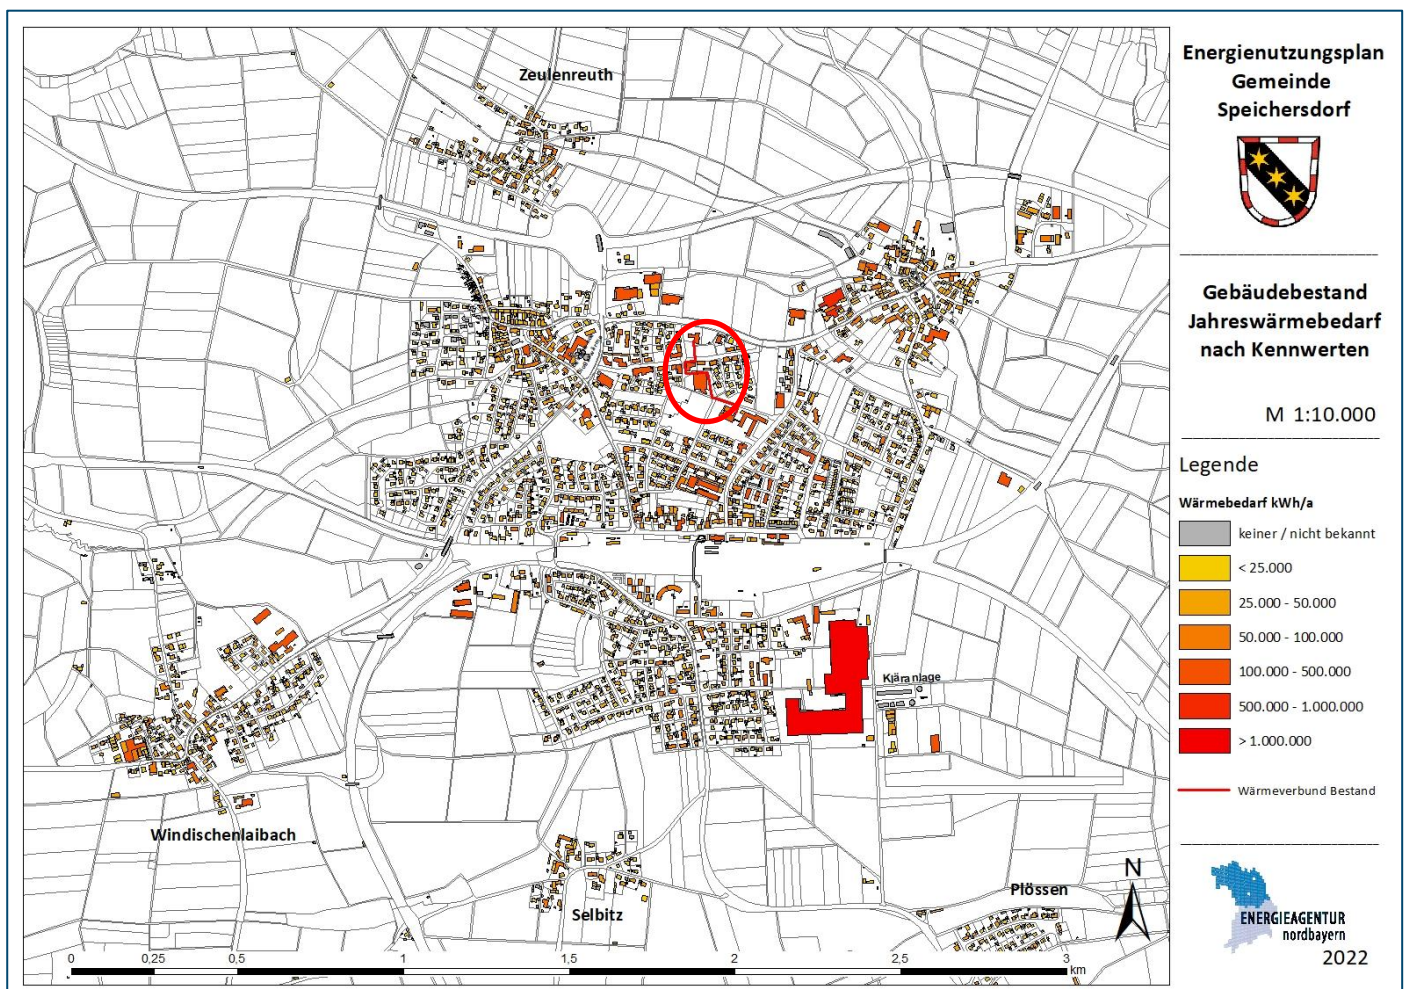 Energienutzungsplan
Gemeinde
Speichersdorf
Gebäudebestand
Jahreswärmebedarf
nach Kennwerten
M 1:10.000
Legende
Wärmebedarf kWh/a
keiner / nicht bekannt
< 25.000
25.000 - 50.000
50.000 - 100.000
100.000 - 500.000
500.000 - 1.000.000
> 1.000.000
Wärmeverbund Bestand
ENERGIEAGENTUR
nordbayern
2022
Zeulenreuth
Kläranlage
Windischenlaibach
Selbitz
Plössen
N
0 0,25 0,5 1 1,5 2 2,5 3
km